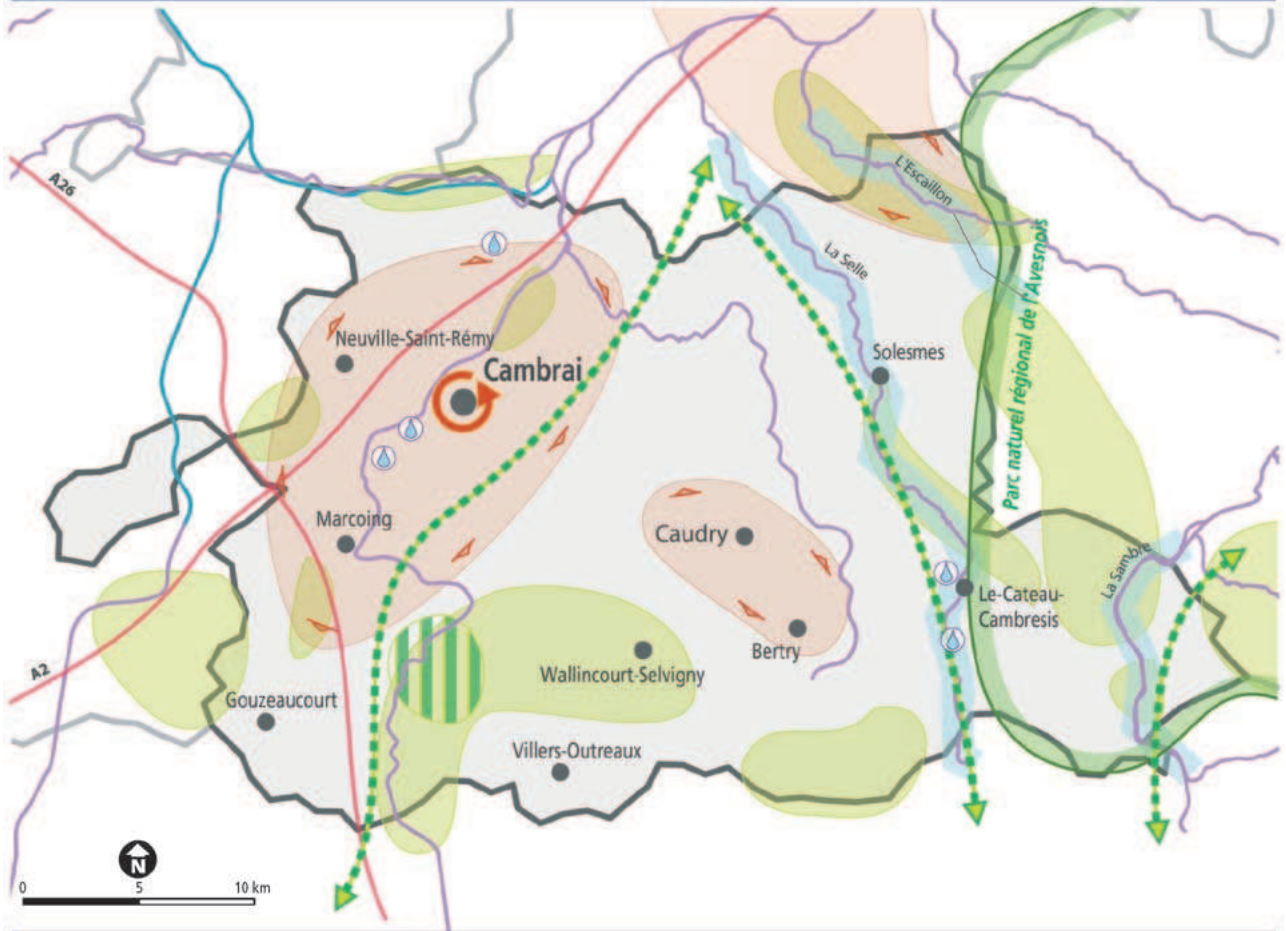 A26
L'Escaillon
La Selle
Parc naturel régional de l'Avesnois
Neuville-Saint-Rémy
Solesmes
Cambrai
Marcoing
Caudry
La Sambre
Le-Cateau-
Cambresis
Bertry
A2
Wallincourt-Selvigny
Gouzeaucourt
Villers-Outreaux
N
0 5 10 km